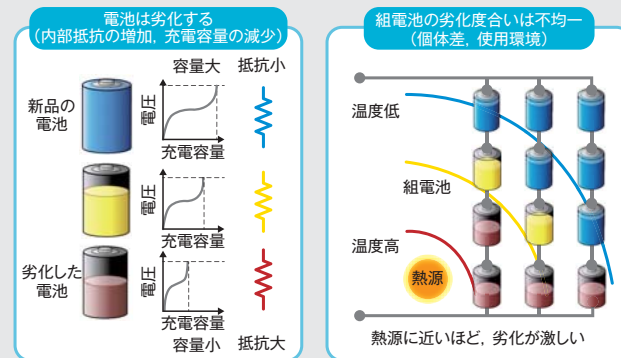 電池は劣化する
(内部抵抗の増加, 充電容量の減少)
容量大
抵抗小
新品の
電池
電圧
充電容量
電圧
充電容量
劣化した
電池
電圧
充電容量
容量小
抵抗大
組電池の劣化度合いは不均一
(個体差, 使用環境)
温度低
組電池
温度高
熱源
熱源に近いほど, 劣化が激しい